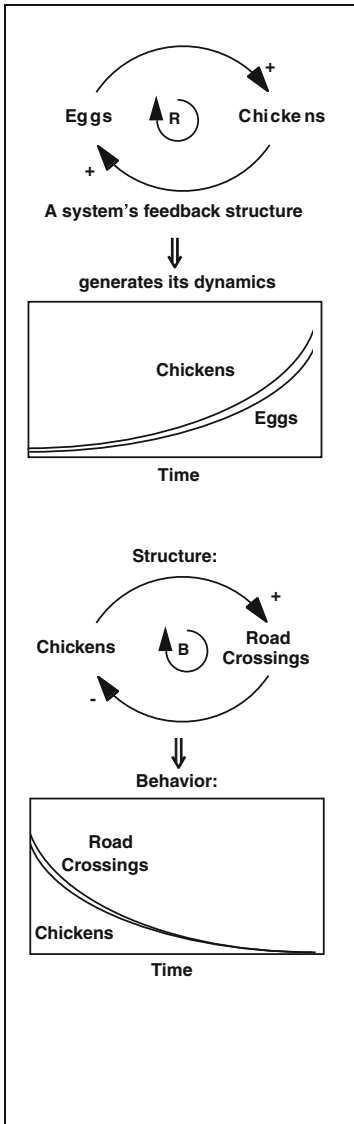 +
Eggs R Chickens
+
A system's feedback structure
⇓
generates its dynamics
Chickens
Eggs
Time
Structure:
+
Chickens B Road
Crossings
-
⇓
Behavior:
Road
Crossings
Chickens
Time